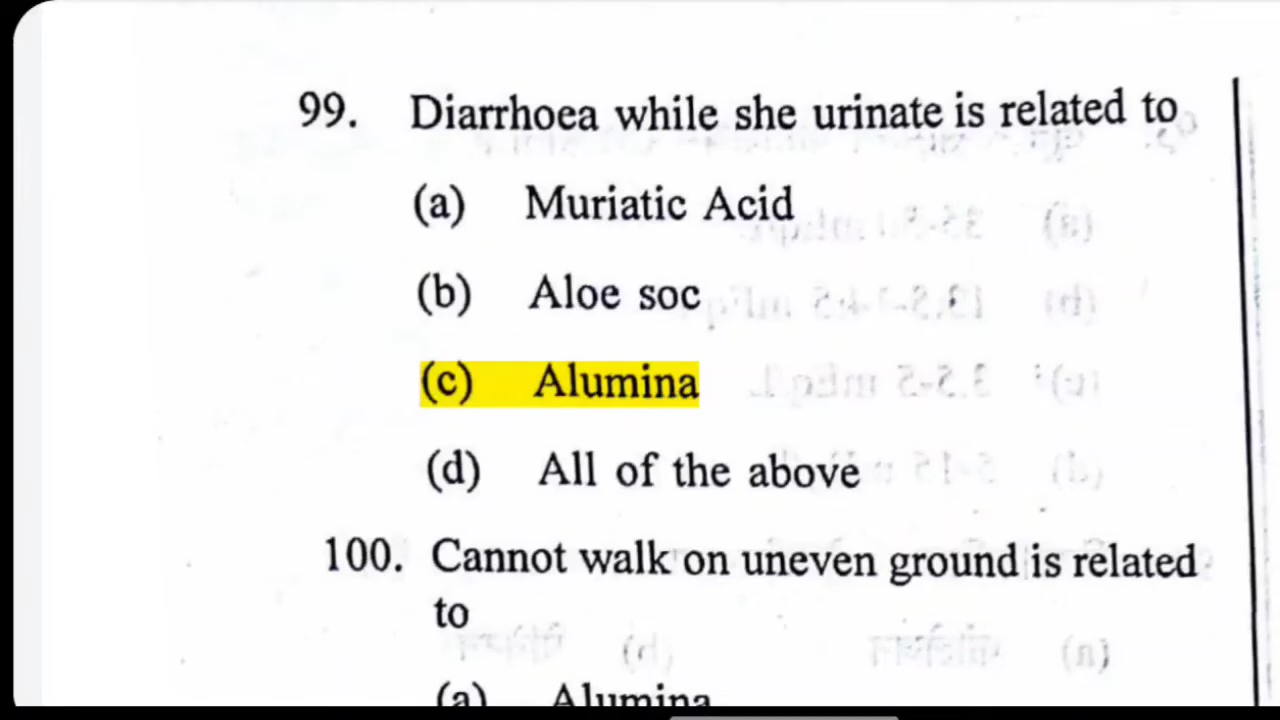 99. Diarrhoea while she urinate is related to
(a) Muriatic Acid
(b) Aloe soc
(c) Alumina
(d) All of the above
100. Cannot walk on uneven ground is related
to
(a) Alumina